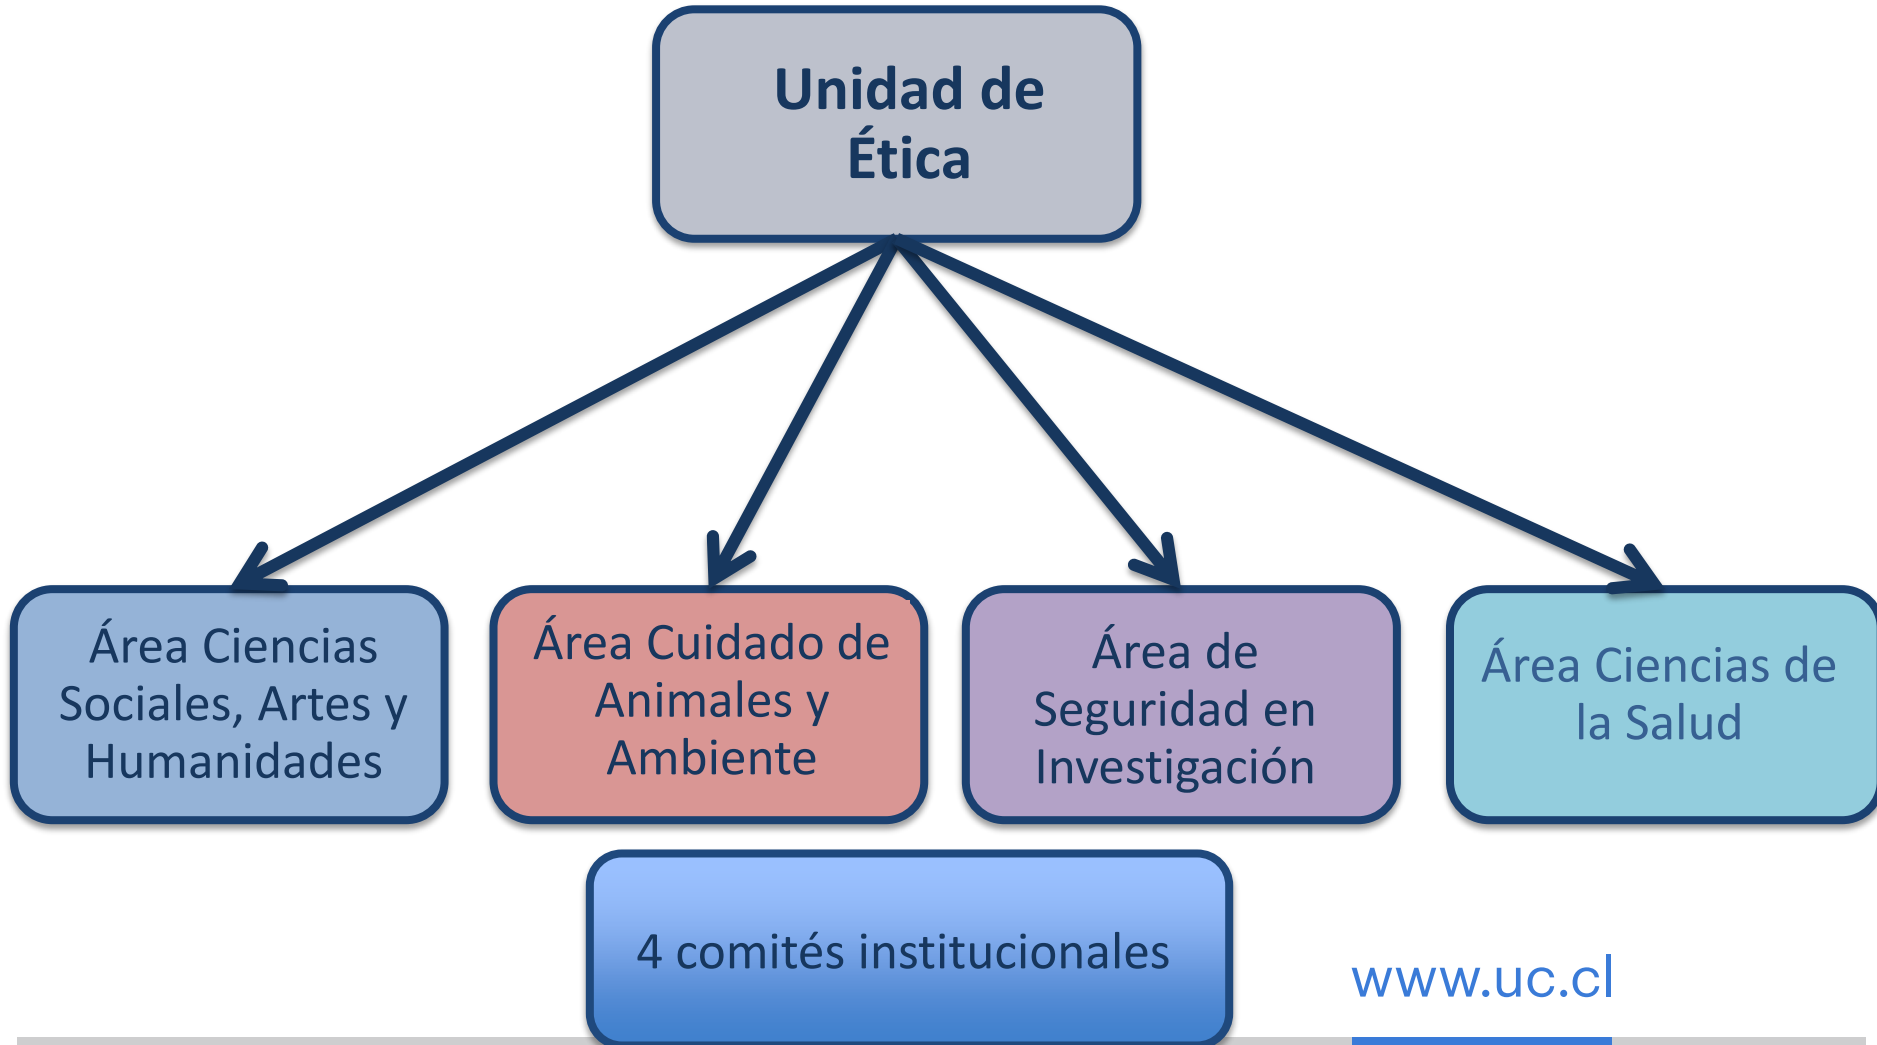 Unidad de
Ética
Área Ciencias
Sociales, Artes y
Humanidades
Área Cuidado de
Animales y
Ambiente
Área de
Seguridad en
Investigación
Área Ciencias de
la Salud
4 comités institucionales
www.uc.cl